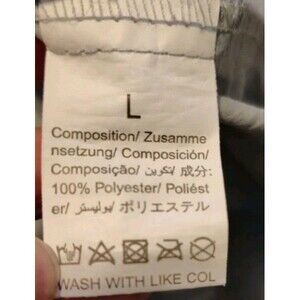 L
Composition/ Zusamme
nsetzung/ Composición/
Composição/ تكوين/ 成分:
100% Polyester/ Poliést
er/ بوليستر/ ポリエステル
WASH WITH LIKE COL